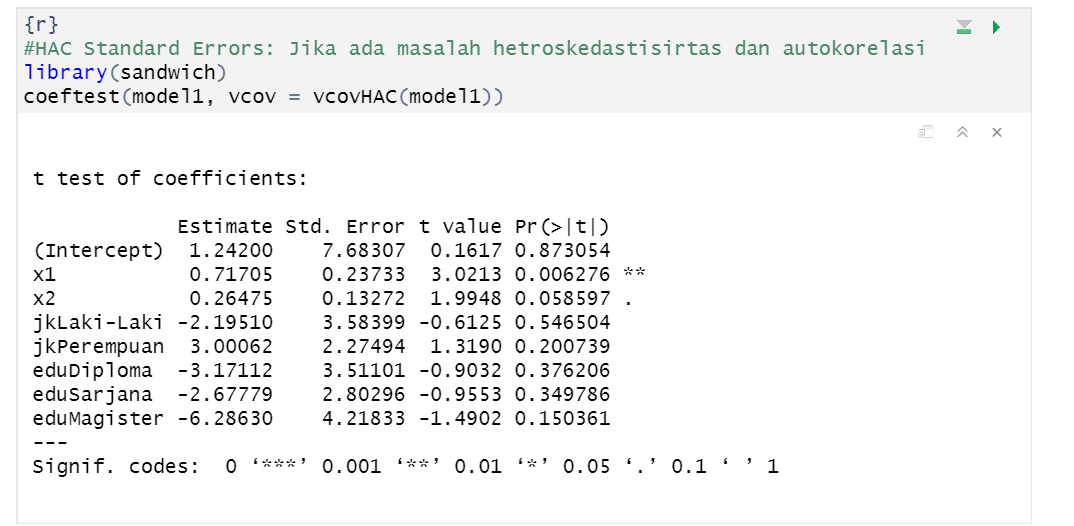 {r}
#HAC Standard Errors: Jika ada masalah hetroskedastisirtas dan autokorelasi
library(sandwich)
coeftest(model1, vcov = vcovHAC(model1))
t test of coefficients:
Estimate Std. Error t value Pr(>|t|)
(Intercept) 1.24200 7.68307 0.1617 0.873054
x1 0.71705 0.23733 3.0213 0.006276 **
x2 0.26475 0.13272 1.9948 0.058597 .
jkLaki-Laki -2.19510 3.58399 -0.6125 0.546504
jkPerempuan 3.00062 2.27494 1.3190 0.200739
eduDiploma -3.17112 3.51101 -0.9032 0.376206
eduSarjana -2.67779 2.80296 -0.9553 0.349786
eduMagister -6.28630 4.21833 -1.4902 0.150361
---
Signif. codes: 0 ‘***’ 0.001 ‘**’ 0.01 ‘*’ 0.05 ‘.’ 0.1 ‘ ’ 1